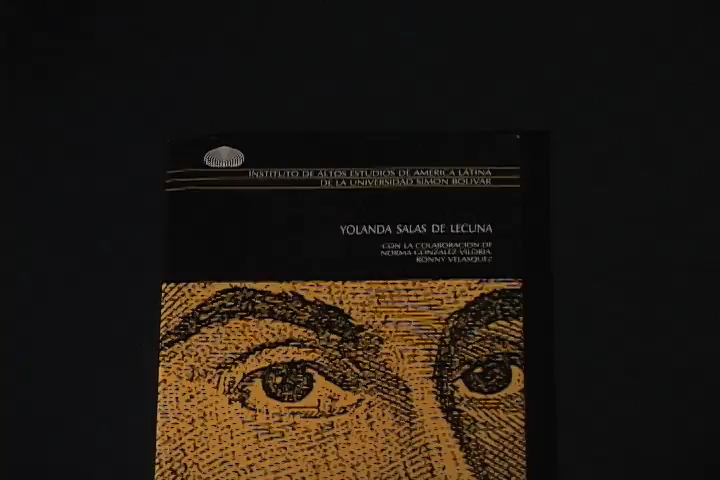 INSTITUTO DE ALTOS ESTUDIOS DE AMERICA LATINA
DE LA UNIVERSIDAD SIMON BOLIVAR
YOLANDA SALAS DE LECUNA
CON LA COLABORACION DE
NORMA GONZALEZ VILORIA,
RONNY VELASQUEZ